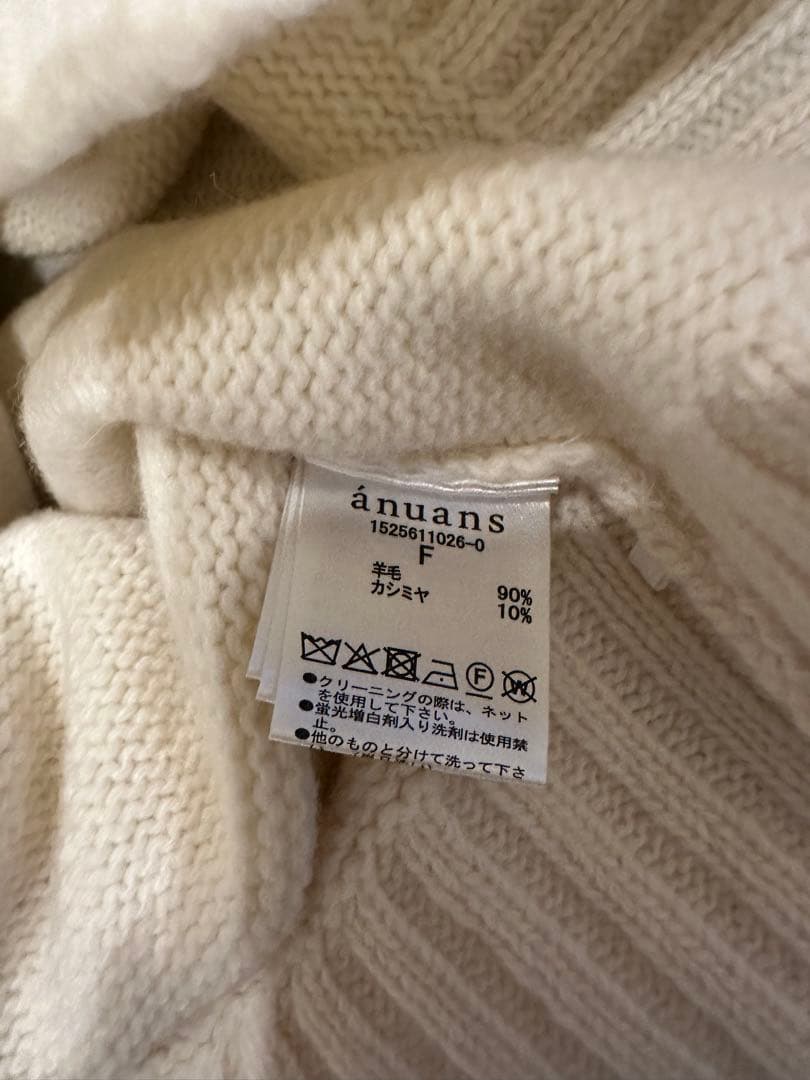 ánuans
1525611026-0
F
羊毛 90%
カシミヤ 10%
F
W
●クリーニングの際は、ネット
を使用して下さい。
●蛍光増白剤入り洗剤は使用禁
止。
●他のものと分けて洗って下さ